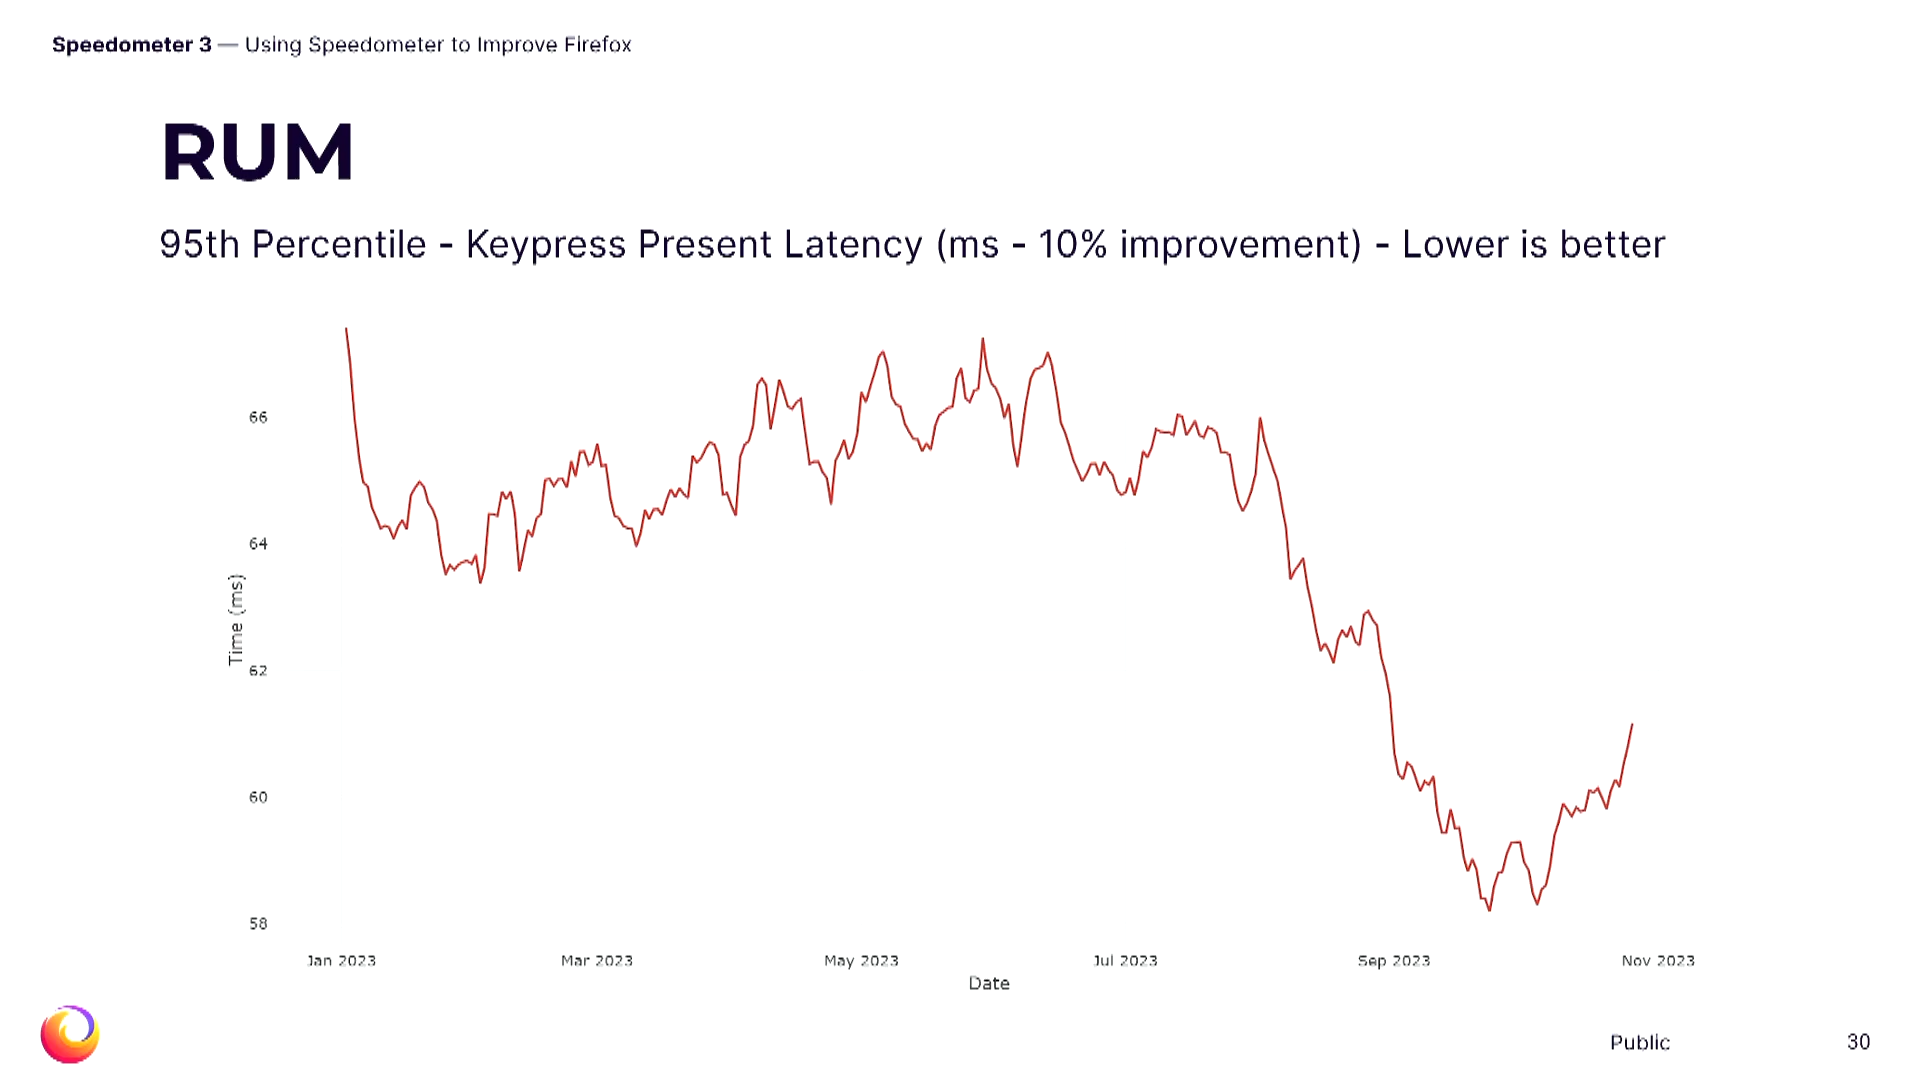 Speedometer 3 — Using Speedometer to Improve Firefox
RUM
95th Percentile - Keypress Present Latency (ms - 10% improvement) - Lower is better
66
64
62
60
58
Time (ms)
Jan 2023 Mar 2023 May 2023 Jul 2023 Sep 2023 Nov 2023
Date
Public 30